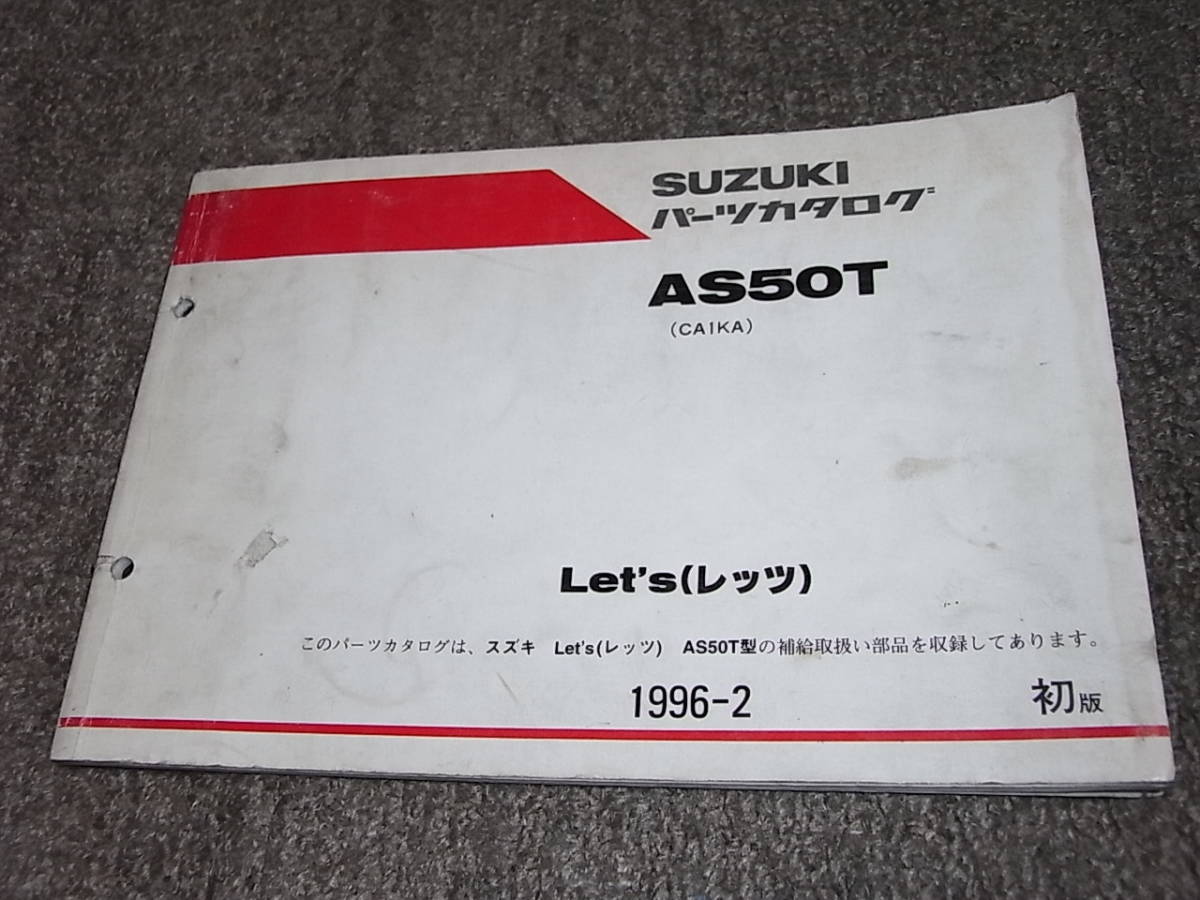 SUZUKI
パーツカタログ
AS50T
(CA1KA)
Let's(レッツ)
このパーツカタログは、スズキ Let's(レッツ) AS50T型の補給取扱い部品を収録してあります。
1996-2 初版